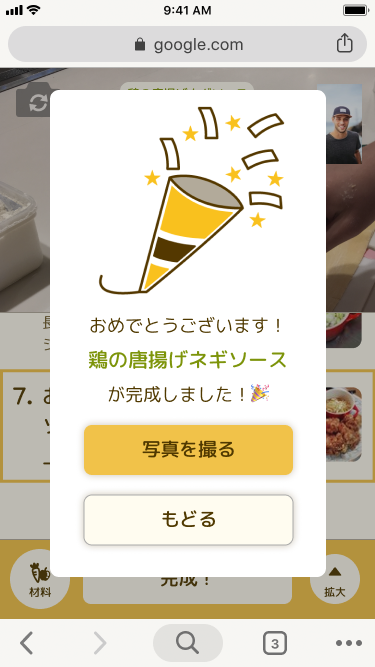 9:41 AM
google.com
おめでとうございます！
鶏の唐揚げネギソース
が完成しました！🎉
7.
写真を撮る
もどる
材料
完成！
拡大
3